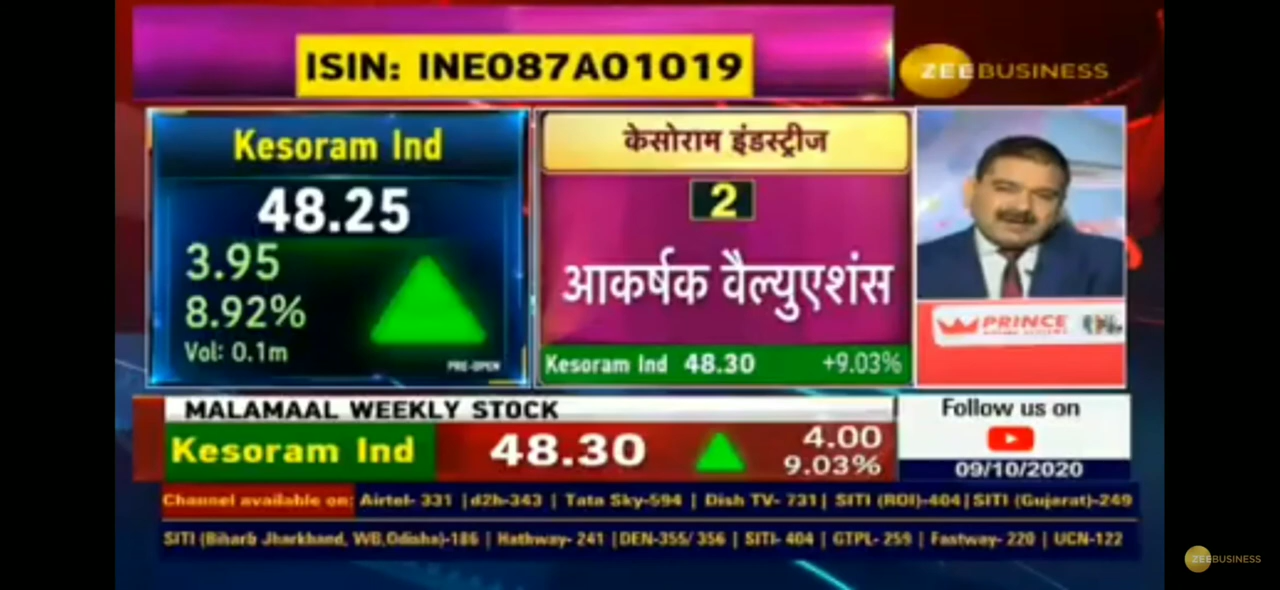 ISIN: INE087A01019
ZEEBUSINESS
Kesoram Ind
48.25
3.95
8.92%
Vol: 0.1m
PRE-OPEN
केसोराम इंडस्ट्रीज
2
आकर्षक वैल्युएशंस
Kesoram Ind 48.30 +9.03%
PRINCE
MALAMAAL WEEKLY STOCK
Kesoram Ind 48.30 4.00
9.03%
Follow us on
09/10/2020
Channel available on: Airtel- 331 | d2h-343 | Tata Sky-594 | Dish TV- 731 | SITI (ROI)-404 | SITI (Gujarat)-249
SITI (Bihar& Jharkhand, WB,Odisha)-186 | Hathway- 241 | DEN-355/ 356 | SITI- 404 | GTPL- 259 | Fastway- 220 | UCN-122
ZEEBUSINESS